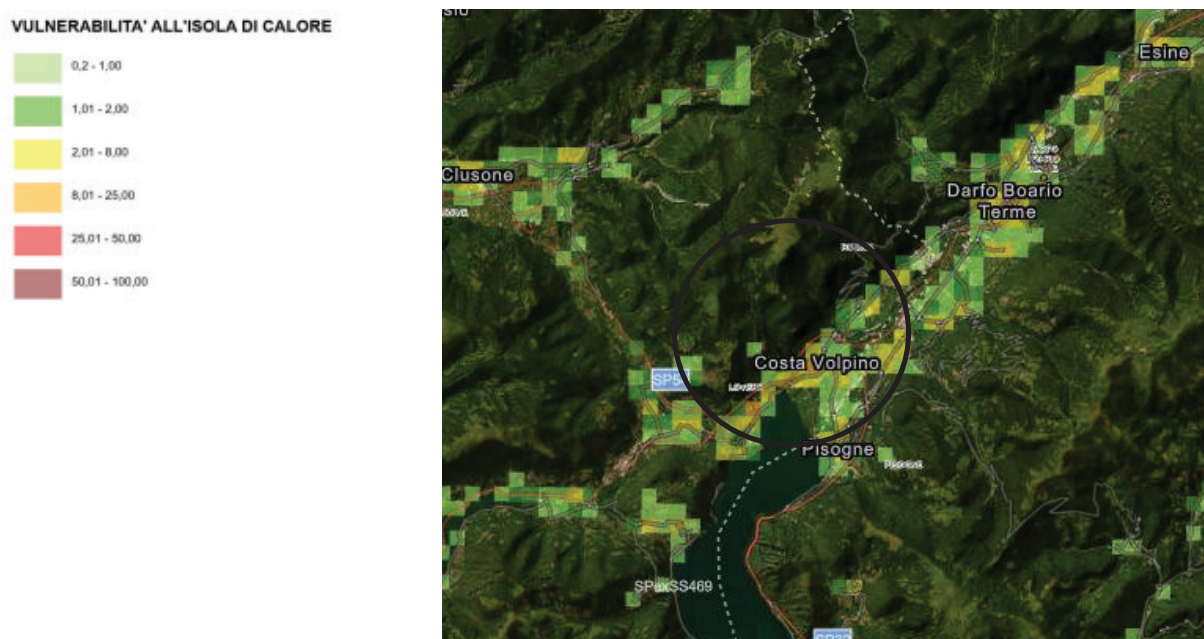 VULNERABILITA' ALL'ISOLA DI CALORE
0,2 - 1,00
1,01 - 2,00
2,01 - 8,00
8,01 - 25,00
25,01 - 50,00
50,01 - 100,00
Esine
Clusone
Darfo Boario
Terme
Costa Volpino
Pisogne
SPexSS469